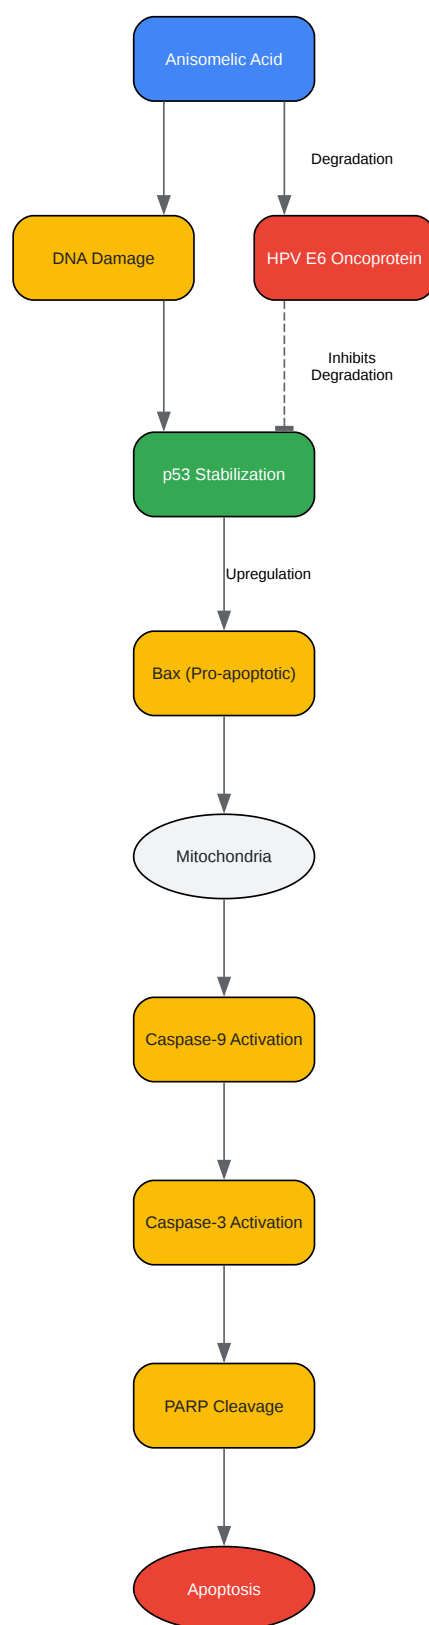 Anisomelic Acid
Degradation
DNA Damage
HPV E6 Oncoprotein
Inhibits
Degradation
p53 Stabilization
Upregulation
Bax (Pro-apoptotic)
Mitochondria
Caspase-9 Activation
Caspase-3 Activation
PARP Cleavage
Apoptosis